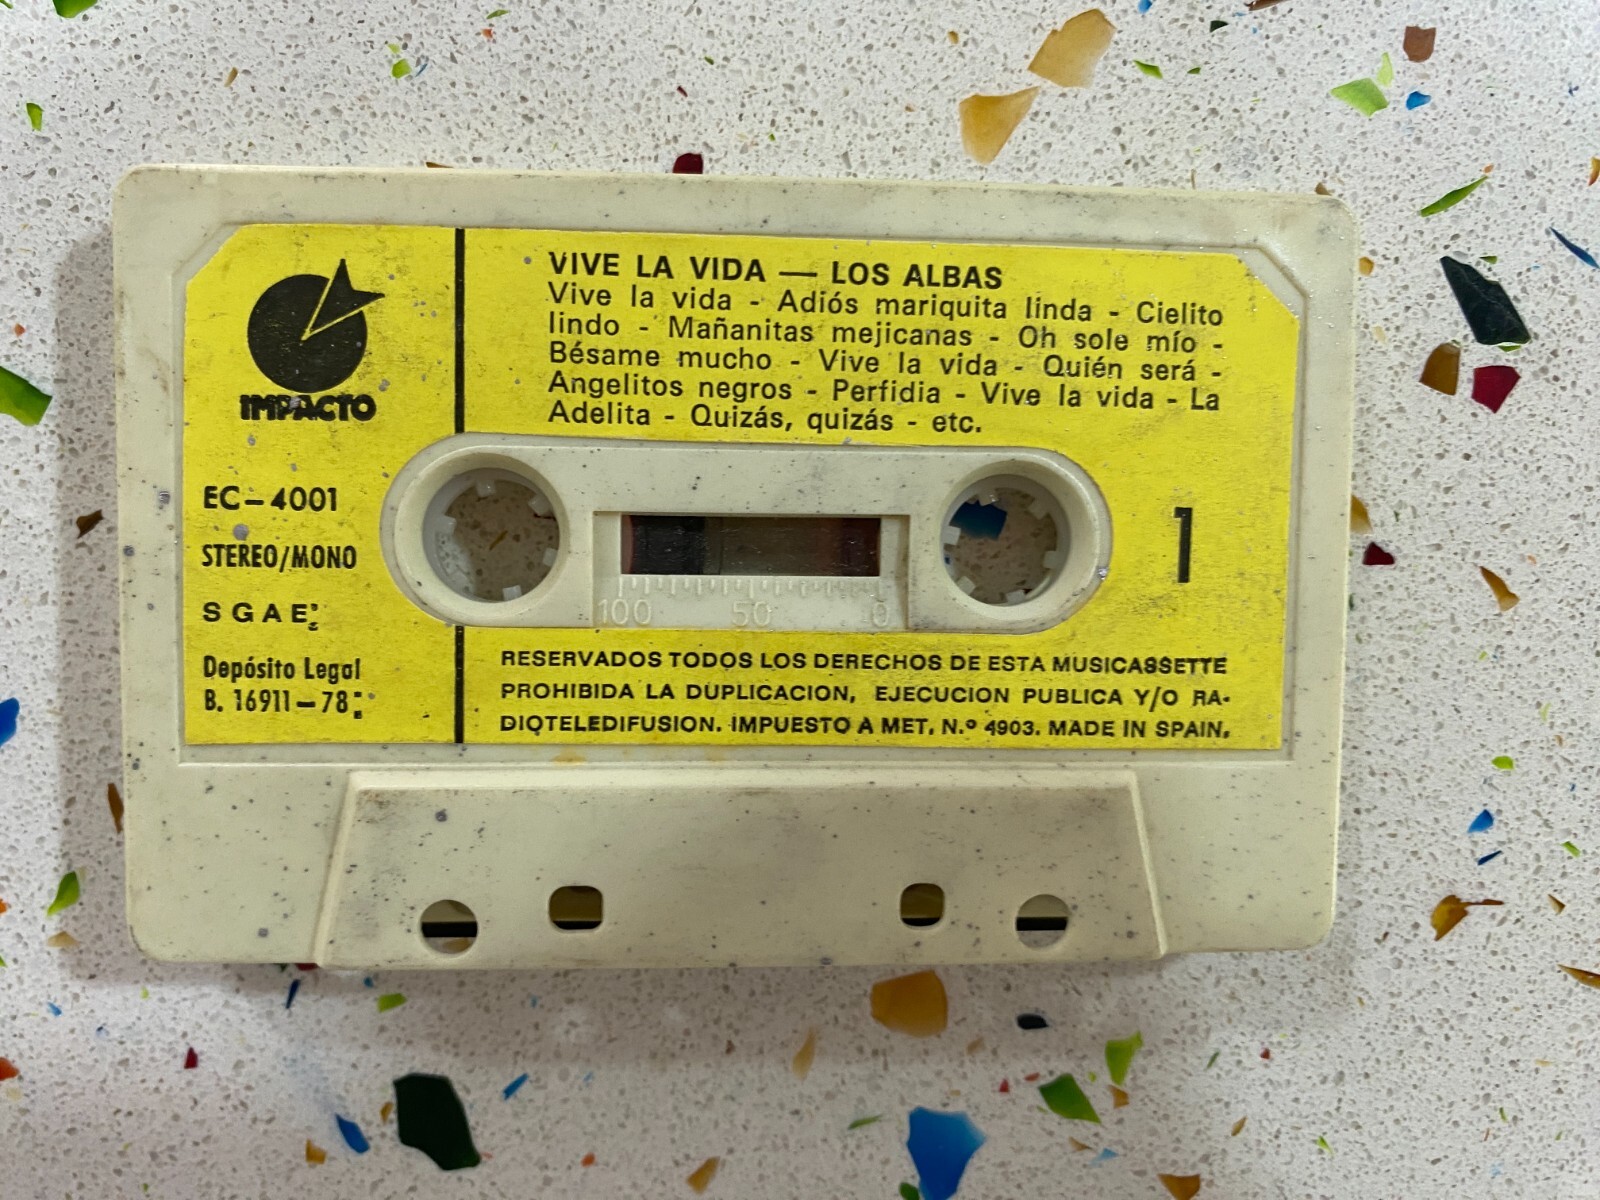 IMPACTO
EC-4001
STEREO/MONO
S G A E
Depósito Legal
B. 16911-78
VIVE LA VIDA — LOS ALBAS
Vive la vida - Adiós mariquita linda - Cielito
lindo - Mañanitas mejicanas - Oh sole mío -
Bésame mucho - Vive la vida - Quién será -
Angelitos negros - Perfidia - Vive la vida - La
Adelita - Quizás, quizás - etc.
1
100 50 0
RESERVADOS TODOS LOS DERECHOS DE ESTA MUSICASSETTE
PROHIBIDA LA DUPLICACION, EJECUCION PUBLICA Y/O RA-
DIOTELEDIFUSION. IMPUESTO A MET. N.º 4903. MADE IN SPAIN.